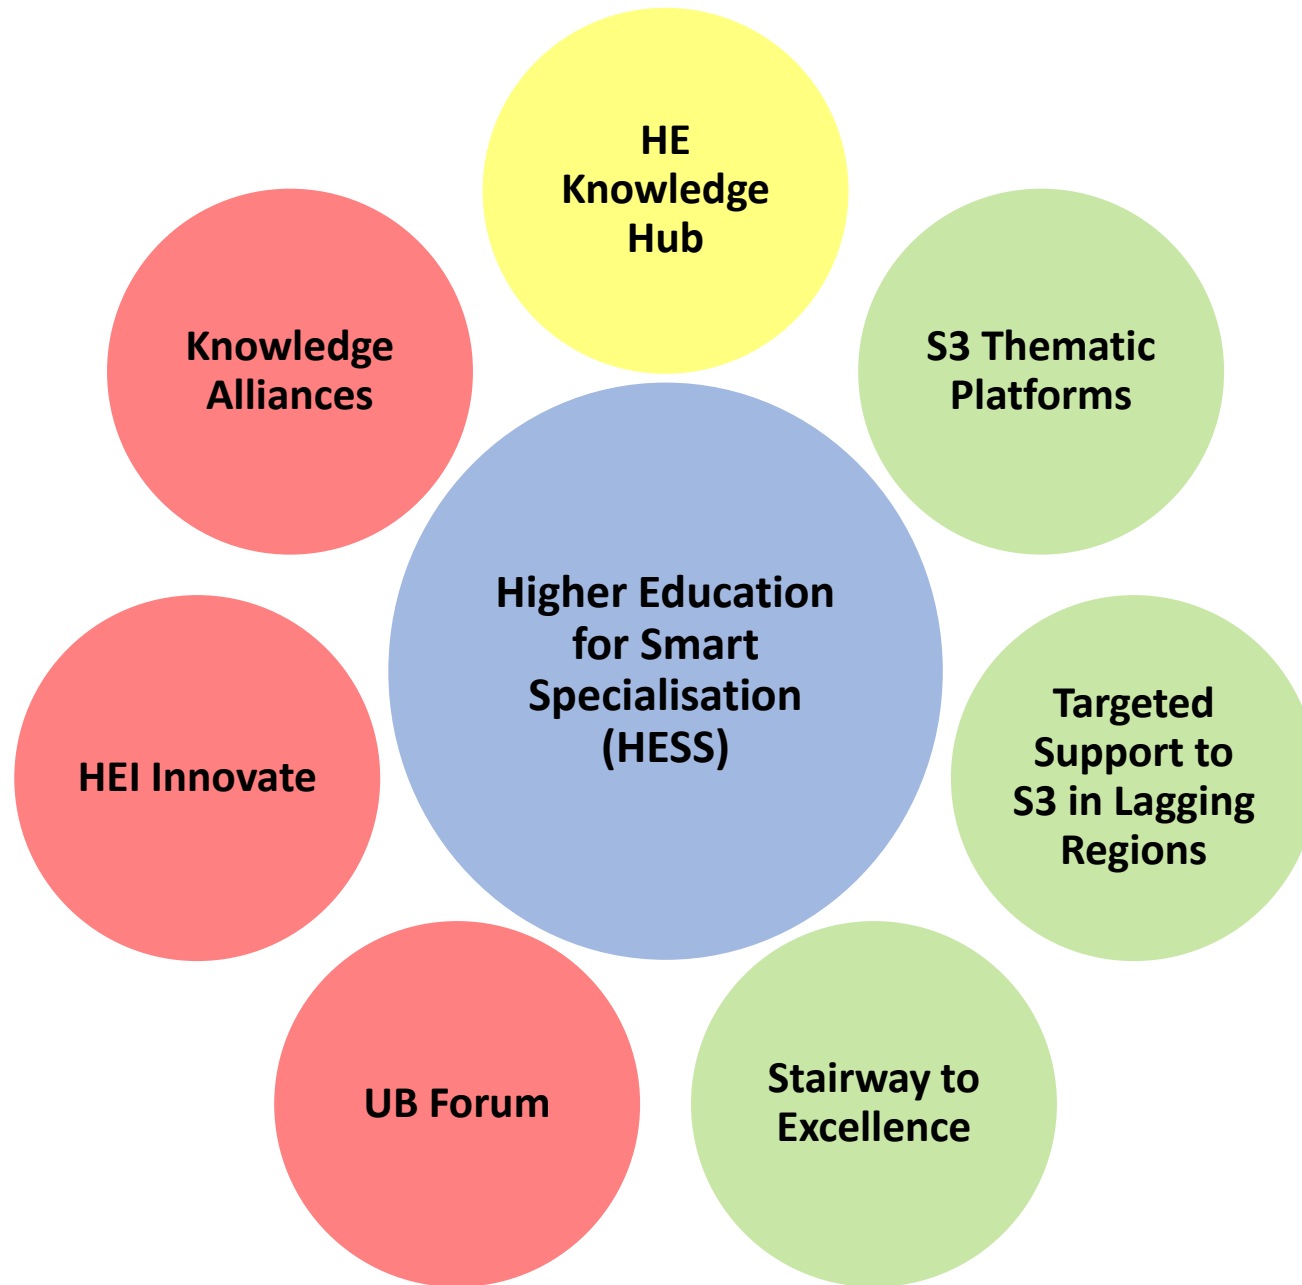 HE
Knowledge
Hub
Knowledge
Alliances
S3 Thematic
Platforms
Higher Education
for Smart
Specialisation
(HESS)
HEI Innovate
Targeted
Support to
S3 in Lagging
Regions
UB Forum
Stairway to
Excellence